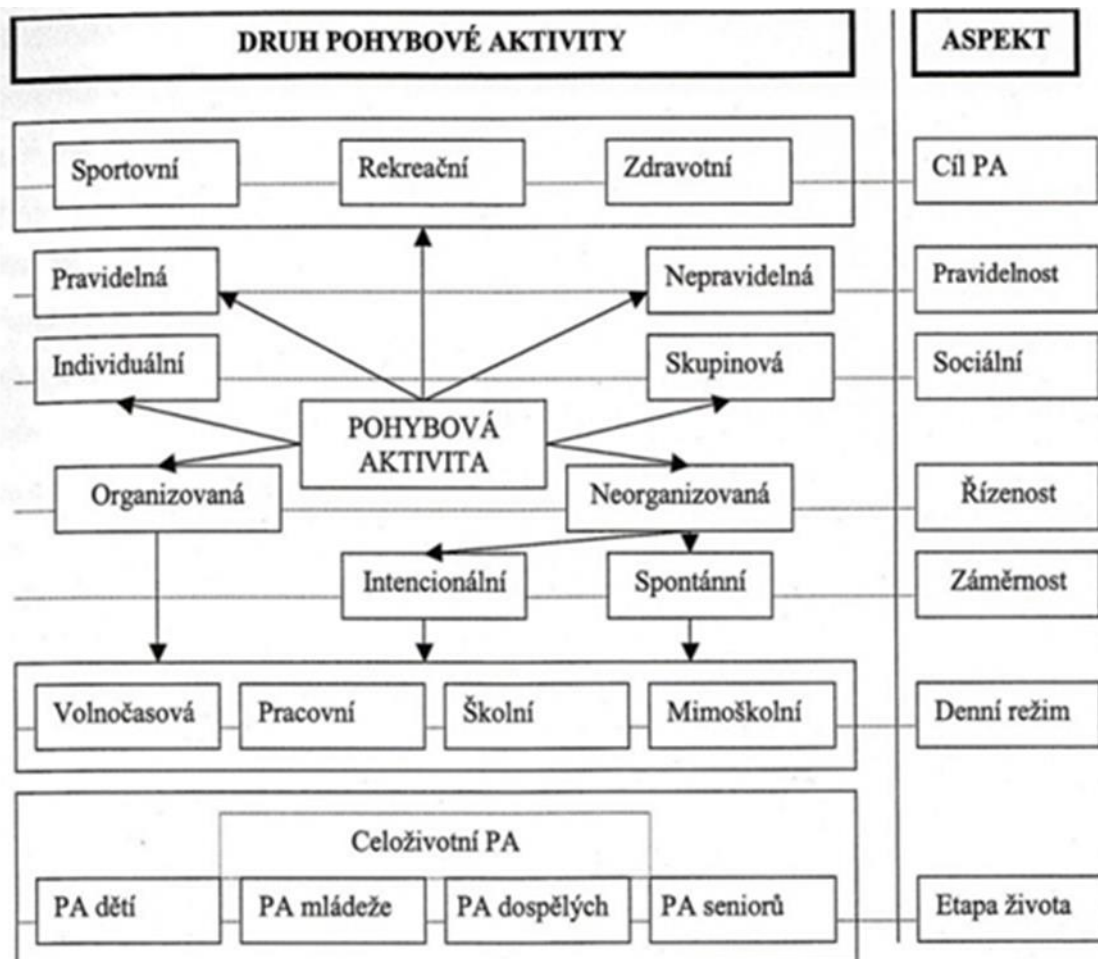 DRUH POHYBOVÉ AKTIVITY
ASPEKT
Sportovní
Rekreační
Zdravotní
Cíl PA
Pravidelná
Nepravidelná
Pravidelnost
Individuální
Skupinová
Sociální
POHYBOVÁ
AKTIVITA
Organizovaná
Neorganizovaná
Řízenost
Intencionální
Spontánní
Záměrnost
Volnočasová
Pracovní
Školní
Mimoškolní
Denní režim
Celoživotní PA
PA dětí
PA mládeže
PA dospělých
PA seniorů
Etapa života